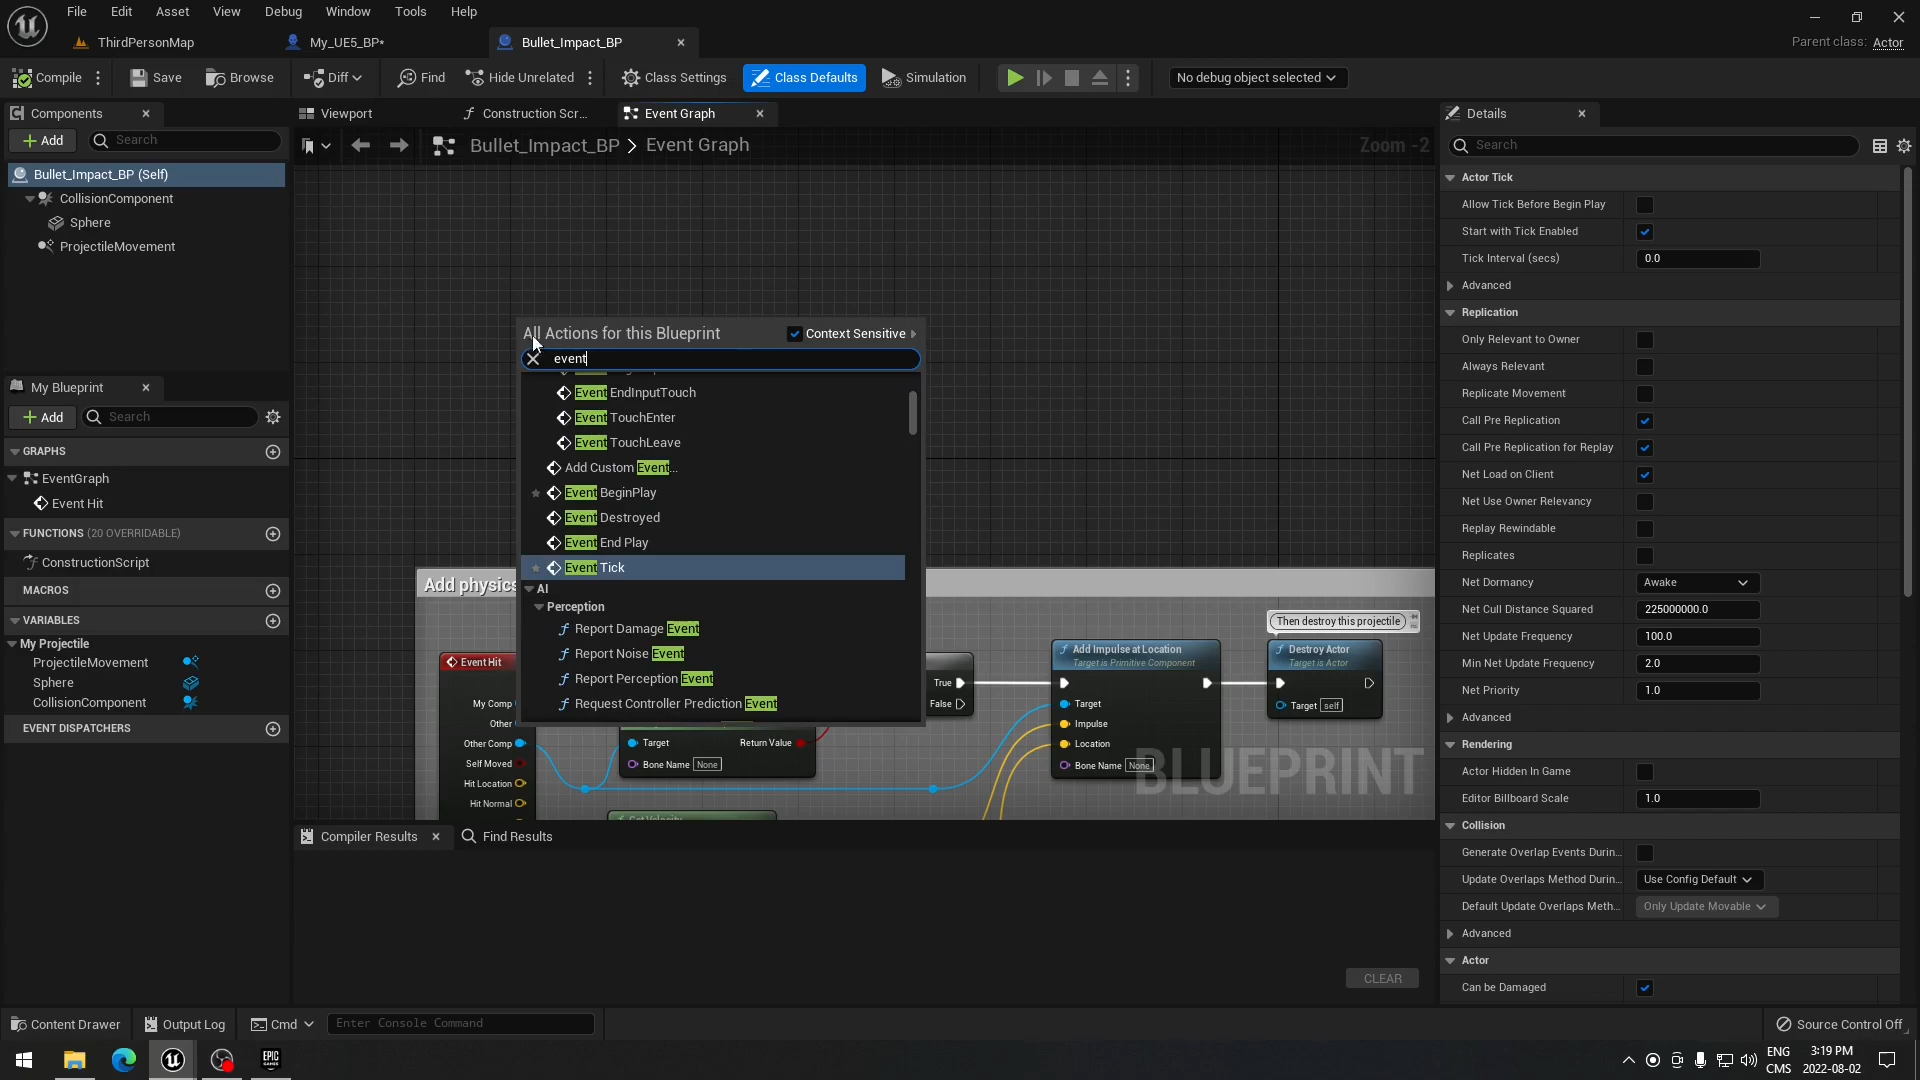 File Edit Asset View Debug Window Tools Help
ThirdPersonMap My_UE5_BP* Bullet_Impact_BP
Parent class: Actor
Compile Save Browse Diff Find Hide Unrelated Class Settings Class Defaults Simulation No debug object selected
Components
Add Search
Bullet_Impact_BP (Self)
CollisionComponent
Sphere
ProjectileMovement
My Blueprint
Add Search
GRAPHS
EventGraph
Event Hit
FUNCTIONS (20 OVERRIDABLE)
ConstructionScript
MACROS
VARIABLES
My Projectile
ProjectileMovement
Sphere
CollisionComponent
EVENT DISPATCHERS
Viewport Construction Scr... Event Graph
Bullet_Impact_BP > Event Graph
Zoom -2
All Actions for this Blueprint Context Sensitive
event
Event EndInputTouch
Event TouchEnter
Event TouchLeave
Add Custom Event...
Event BeginPlay
Event Destroyed
Event End Play
Event Tick
AI
Perception
Report Damage Event
Report Noise Event
Report Perception Event
Request Controller Prediction Event
Add physics
Event Hit
My Comp
Other
Other Comp
Self Moved
Hit Location
Hit Normal
Target Return Value
Bone Name None
Get Velocity
True
False
Add Impulse at Location
Target is Primitive Component
Target
Impulse
Location
Bone Name None
Then destroy this projectile
Destroy Actor
Target is Actor
Target self
BLUEPRINT
Compiler Results Find Results
CLEAR
Details
Search
Actor Tick
Allow Tick Before Begin Play
Start with Tick Enabled
Tick Interval (secs) 0.0
Advanced
Replication
Only Relevant to Owner
Always Relevant
Replicate Movement
Call Pre Replication
Call Pre Replication for Replay
Net Load on Client
Net Use Owner Relevancy
Replay Rewindable
Replicates
Net Dormancy Awake
Net Cull Distance Squared 225000000.0
Net Update Frequency 100.0
Min Net Update Frequency 2.0
Net Priority 1.0
Advanced
Rendering
Actor Hidden In Game
Editor Billboard Scale 1.0
Collision
Generate Overlap Events Durin...
Update Overlaps Method Durin... Use Config Default
Default Update Overlaps Meth... Only Update Movable
Advanced
Actor
Can be Damaged
Content Drawer Output Log Cmd Enter Console Command Source Control Off
EPIC GAMES
ENG 3:19 PM
CMS 2022-08-02